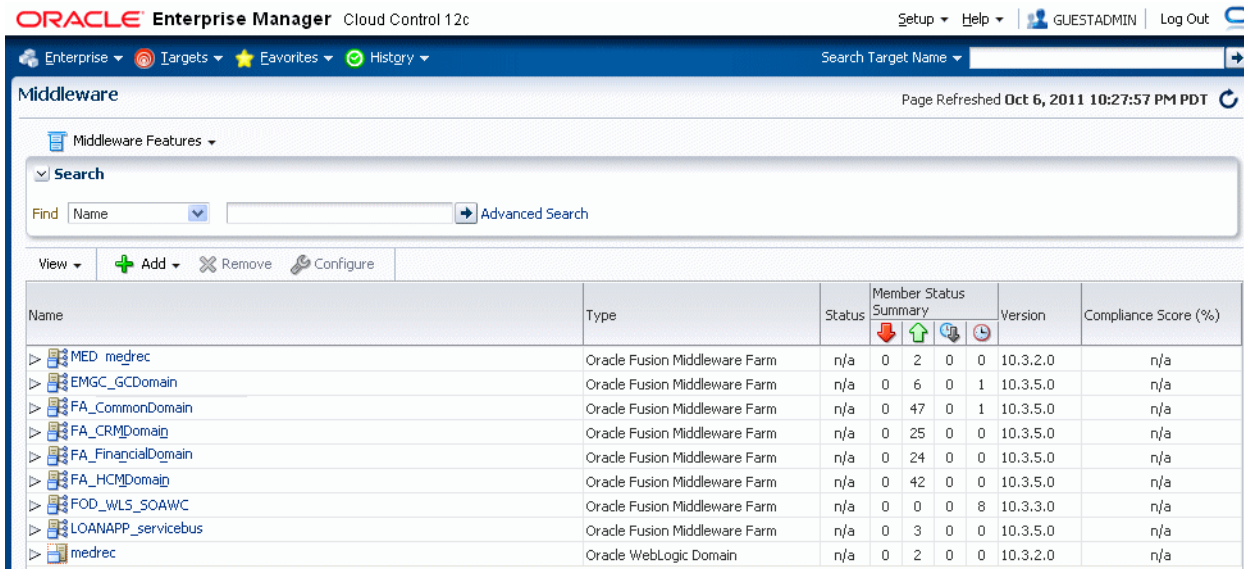 ORACLE Enterprise Manager Cloud Control 12c
Setup Help GUESTADMIN Log Out
Enterprise Targets Favorites History Search Target Name
Middleware
Page Refreshed Oct 6, 2011 10:27:57 PM PDT
Middleware Features
Search
Find Name Advanced Search
View Add Remove Configure
Name Type Status Member Status Summary Version Compliance Score (%)
MED medrec Oracle Fusion Middleware Farm n/a 0 2 0 0 10.3.2.0 n/a
EMGC_GCDomain Oracle Fusion Middleware Farm n/a 0 6 0 1 10.3.5.0 n/a
FA_CommonDomain Oracle Fusion Middleware Farm n/a 0 47 0 1 10.3.5.0 n/a
FA_CRMDomain Oracle Fusion Middleware Farm n/a 0 25 0 0 10.3.5.0 n/a
FA_FinancialDomain Oracle Fusion Middleware Farm n/a 0 24 0 0 10.3.5.0 n/a
FA_HCMDomain Oracle Fusion Middleware Farm n/a 0 42 0 0 10.3.5.0 n/a
FOD_WLS_SOAWC Oracle Fusion Middleware Farm n/a 0 0 0 8 10.3.3.0 n/a
LOANAPP_servicebus Oracle Fusion Middleware Farm n/a 0 3 0 0 10.3.5.0 n/a
medrec Oracle WebLogic Domain n/a 0 2 0 0 10.3.2.0 n/a